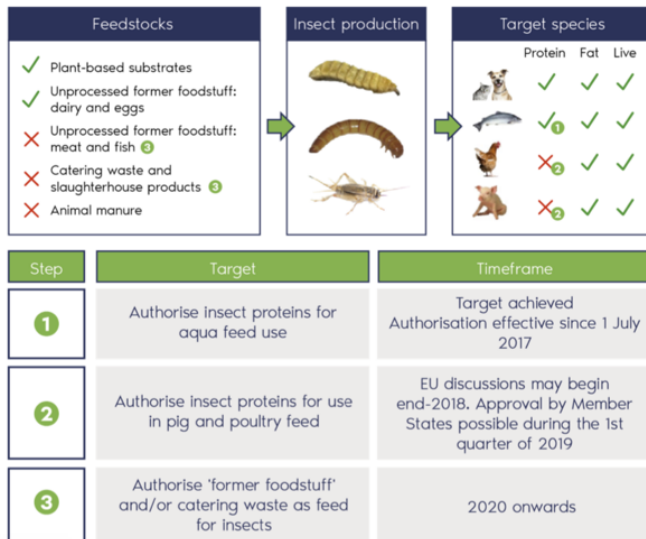 Feedstocks
Plant-based substrates
Unprocessed former foodstuff:
dairy and eggs
Unprocessed former foodstuff:
meat and fish 3
Catering waste and
slaughterhouse products 3
Animal manure
Insect production
Target species
Protein Fat Live
1
2
2
Step Target Timeframe
1
Authorise insect proteins for
aqua feed use
Target achieved
Authorisation effective since 1 July
2017
2
Authorise insect proteins for use
in pig and poultry feed
EU discussions may begin
end-2018. Approval by Member
States possible during the 1st
quarter of 2019
3
Authorise 'former foodstuff'
and/or catering waste as feed
for insects
2020 onwards